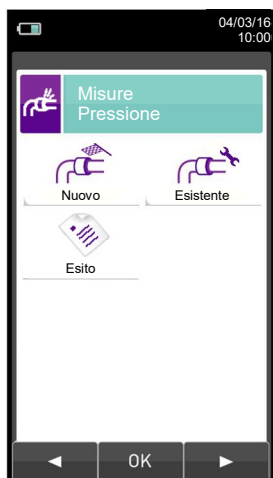 04/03/16
10:00
Misure
Pressione
Nuovo
Esistente
Esito
◄ OK ►